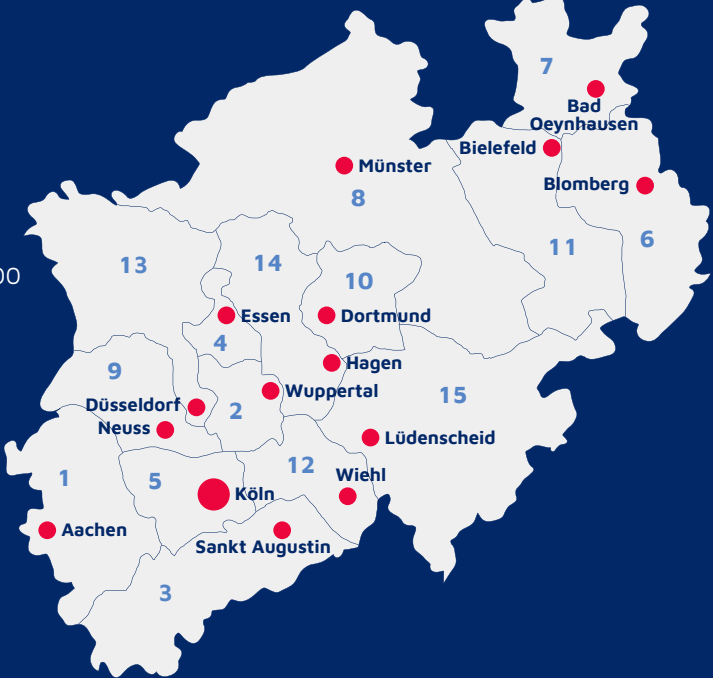 7
Bad
Oeynhausen
Bielefeld
Münster
Blomberg
8
6
11
13
14
10
00
Essen
Dortmund
4
Hagen
9
Wuppertal
15
Düsseldorf
2
Neuss
Lüdenscheid
12
Wiehl
1
5
Köln
Aachen
Sankt Augustin
3